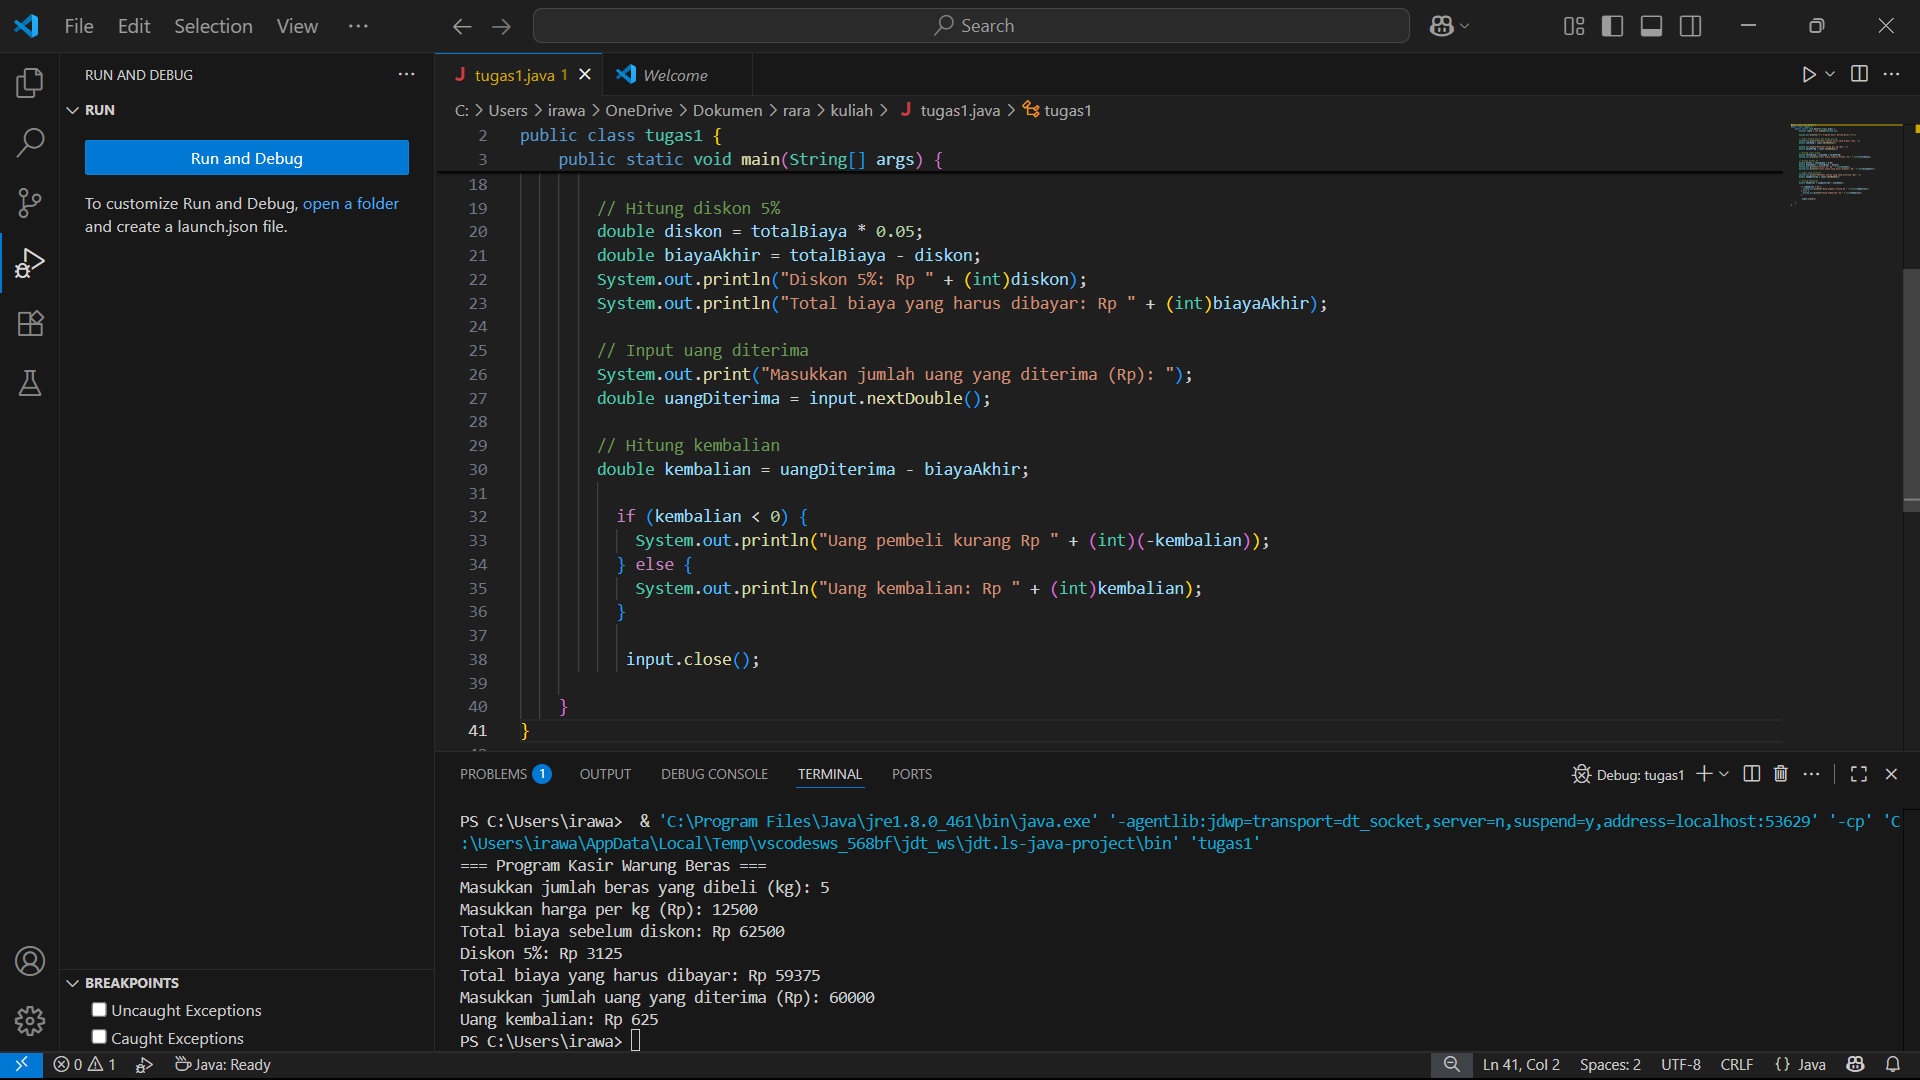 File Edit Selection View ··· Search
RUN AND DEBUG ···
RUN
Run and Debug
To customize Run and Debug, open a folder
and create a launch.json file.
BREAKPOINTS
Uncaught Exceptions
Caught Exceptions
J tugas1.java 1 Welcome
C: > Users > irawa > OneDrive > Dokumen > rara > kuliah > J tugas1.java > tugas1
2 public class tugas1 {
3 public static void main(String[] args) {
18
19 // Hitung diskon 5%
20 double diskon = totalBiaya * 0.05;
21 double biayaAkhir = totalBiaya - diskon;
22 System.out.println("Diskon 5%: Rp " + (int)diskon);
23 System.out.println("Total biaya yang harus dibayar: Rp " + (int)biayaAkhir);
24
25 // Input uang diterima
26 System.out.print("Masukkan jumlah uang yang diterima (Rp): ");
27 double uangDiterima = input.nextDouble();
28
29 // Hitung kembalian
30 double kembalian = uangDiterima - biayaAkhir;
31
32 if (kembalian < 0) {
33 System.out.println("Uang pembeli kurang Rp " + (int)(-kembalian));
34 } else {
35 System.out.println("Uang kembalian: Rp " + (int)kembalian);
36 }
37
38 input.close();
39
40 }
41 }
PROBLEMS 1 OUTPUT DEBUG CONSOLE TERMINAL PORTS Debug: tugas1
PS C:\Users\irawa> & 'C:\Program Files\Java\jre1.8.0_461\bin\java.exe' '-agentlib:jdwp=transport=dt_socket,server=n,suspend=y,address=localhost:53629' '-cp' 'C
:\Users\irawa\AppData\Local\Temp\vscodesws_568bf\jdt_ws\jdt.ls-java-project\bin' 'tugas1'
=== Program Kasir Warung Beras ===
Masukkan jumlah beras yang dibeli (kg): 5
Masukkan harga per kg (Rp): 12500
Total biaya sebelum diskon: Rp 62500
Diskon 5%: Rp 3125
Total biaya yang harus dibayar: Rp 59375
Masukkan jumlah uang yang diterima (Rp): 60000
Uang kembalian: Rp 625
PS C:\Users\irawa>
0 1 Java: Ready Ln 41, Col 2 Spaces: 2 UTF-8 CRLF {} Java